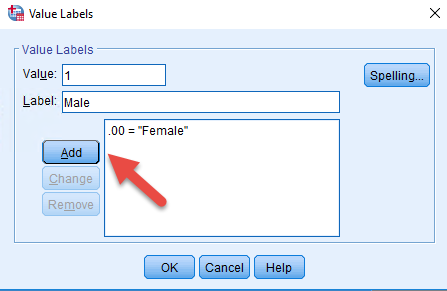 Value Labels
Value Labels
Value: 1
Spelling...
Label: Male
.00 = "Female"
Add
Change
Remove
OK
Cancel
Help